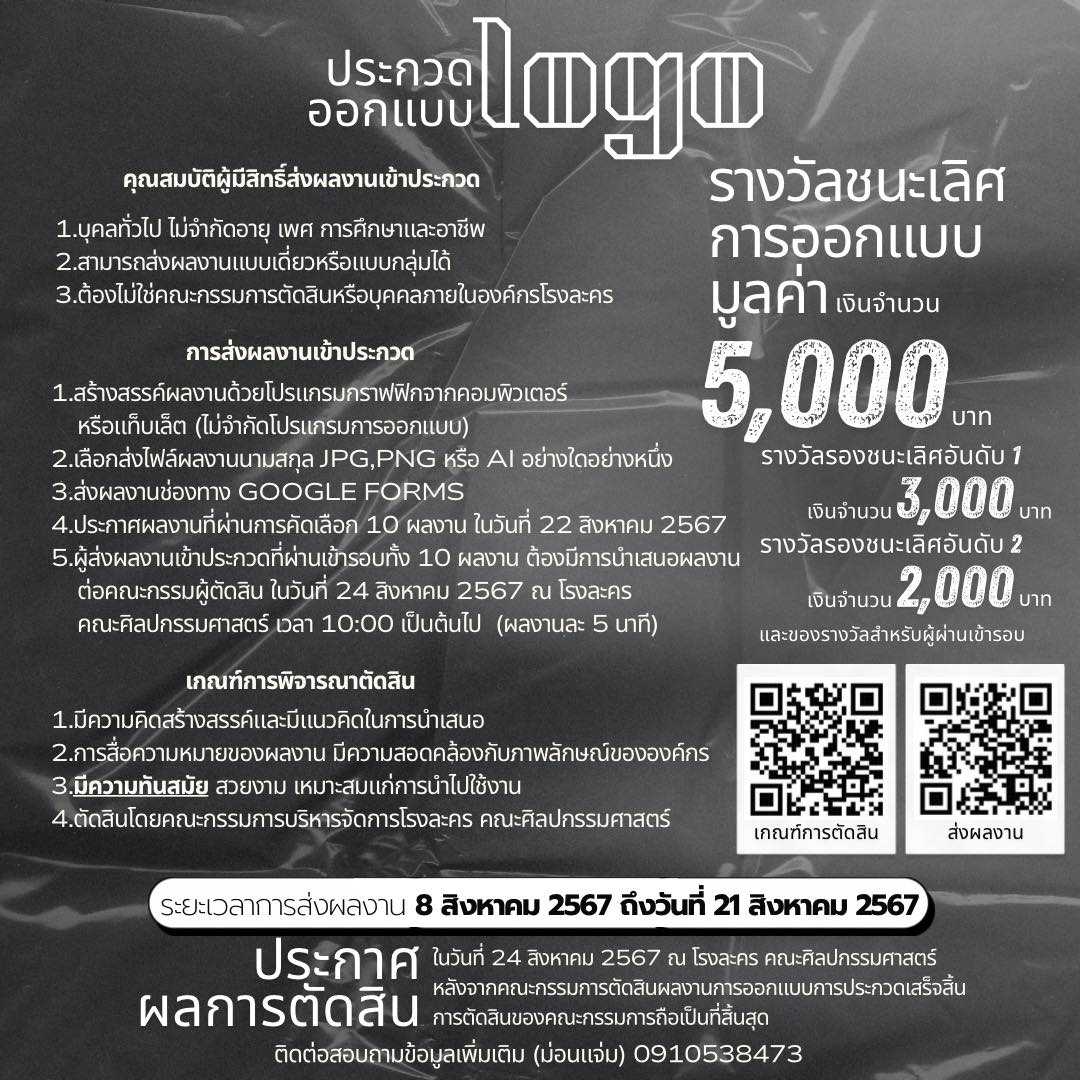 ประกวด
ออกแบบ logo
คุณสมบัติผู้มีสิทธิ์ส่งผลงานเข้าประกวด
1.บุคลทั่วไป ไม่จำกัดอายุ เพศ การศึกษาและอาชีพ
2.สามารถส่งผลงานแบบเดี่ยวหรือแบบกลุ่มได้
3.ต้องไม่ใช่คณะกรรมการตัดสินหรือบุคคลภายในองค์กรโรงละคร
การส่งผลงานเข้าประกวด
1.สร้างสรรค์ผลงานด้วยโปรแกรมกราฟฟิกจากคอมพิวเตอร์
หรือแท็บเล็ต (ไม่จำกัดโปรแกรมการออกแบบ)
2.เลือกส่งไฟล์ผลงานนามสกุล JPG,PNG หรือ AI อย่างใดอย่างหนึ่ง
3.ส่งผลงานช่องทาง GOOGLE FORMS
4.ประกาศผลงานที่ผ่านการคัดเลือก 10 ผลงาน ในวันที่ 22 สิงหาคม 2567
5.ผู้ส่งผลงานเข้าประกวดที่ผ่านเข้ารอบทั้ง 10 ผลงาน ต้องมีการนำเสนอผลงาน
ต่อคณะกรรมผู้ตัดสิน ในวันที่ 24 สิงหาคม 2567 ณ โรงละคร
คณะศิลปกรรมศาสตร์ เวลา 10:00 เป็นต้นไป (ผลงานละ 5 นาที)
เกณฑ์การพิจารณาตัดสิน
1.มีความคิดสร้างสรรค์และมีแนวคิดในการนำเสนอ
2.การสื่อความหมายของผลงาน มีความสอดคล้องกับภาพลักษณ์ขององค์กร
3.มีความทันสมัย สวยงาม เหมาะสมแก่การนำไปใช้งาน
4.ตัดสินโดยคณะกรรมการบริหารจัดการโรงละคร คณะศิลปกรรมศาสตร์
รางวัลชนะเลิศ
การออกแบบ
มูลค่า เงินจำนวน
5,000 บาท
รางวัลรองชนะเลิศอันดับ 1
เงินจำนวน 3,000 บาท
รางวัลรองชนะเลิศอันดับ 2
เงินจำนวน 2,000 บาท
และของรางวัลสำหรับผู้ผ่านเข้ารอบ
เกณฑ์การตัดสิน
ส่งผลงาน
ระยะเวลาการส่งผลงาน 8 สิงหาคม 2567 ถึงวันที่ 21 สิงหาคม 2567
ประกาศ
ผลการตัดสิน
ในวันที่ 24 สิงหาคม 2567 ณ โรงละคร คณะศิลปกรรมศาสตร์
หลังจากคณะกรรมการตัดสินผลงานการออกแบบการประกวดเสร็จสิ้น
การตัดสินของคณะกรรมการถือเป็นที่สิ้นสุด
ติดต่อสอบถามข้อมูลเพิ่มเติม (ม่อนแจ่ม) 0910538473